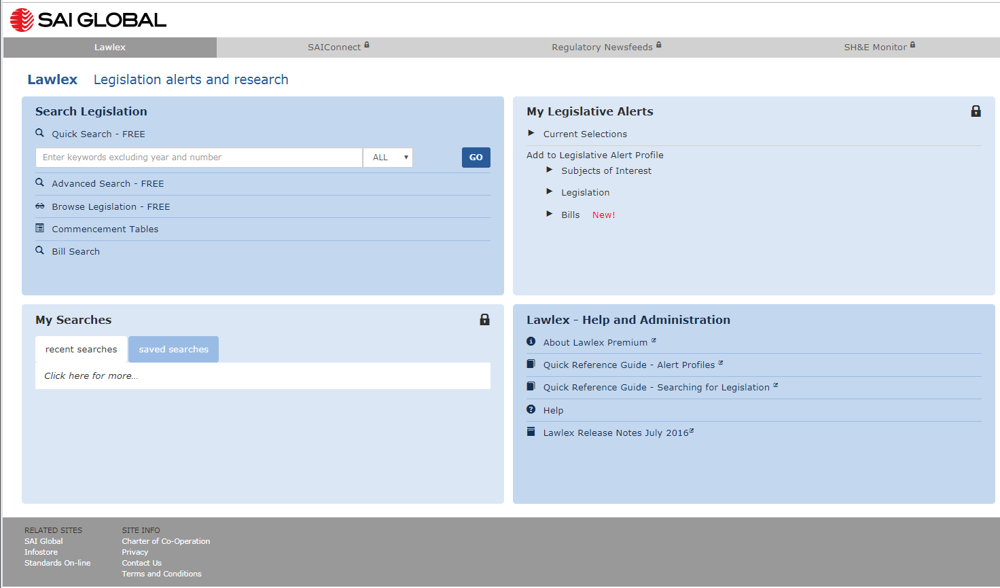 SAI GLOBAL
Lawlex SAIConnect Regulatory Newsfeeds SH&E Monitor
Lawlex Legislation alerts and research
Search Legislation
Quick Search - FREE
Enter keywords excluding year and number ALL GO
Advanced Search - FREE
Browse Legislation - FREE
Commencement Tables
Bill Search
My Legislative Alerts
Current Selections
Add to Legislative Alert Profile
Subjects of Interest
Legislation
Bills New!
My Searches
recent searches saved searches
Click here for more...
Lawlex - Help and Administration
About Lawlex Premium
Quick Reference Guide - Alert Profiles
Quick Reference Guide - Searching for Legislation
Help
Lawlex Release Notes July 2016
RELATED SITES
SAI Global
Infostore
Standards On-line
SITE INFO
Charter of Co-Operation
Privacy
Contact Us
Terms and Conditions